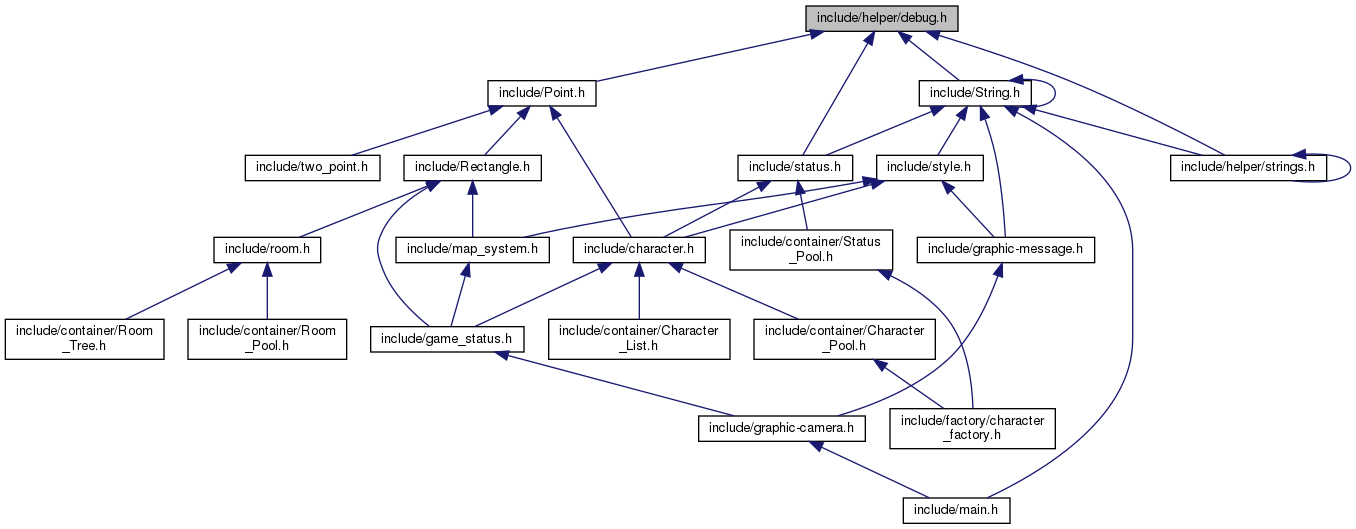 include/helper/debug.h
include/Point.h
include/String.h
include/two_point.h
include/Rectangle.h
include/status.h
include/style.h
include/helper/strings.h
include/room.h
include/map_system.h
include/character.h
include/container/Status
_Pool.h
include/graphic-message.h
include/container/Room
_Tree.h
include/container/Room
_Pool.h
include/game_status.h
include/container/Character
_List.h
include/container/Character
_Pool.h
include/graphic-camera.h
include/factory/character
_factory.h
include/main.h